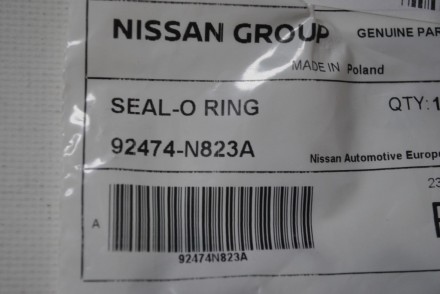 NISSAN GROUP GENUINE PAR
MADE IN Poland
SEAL-O RING QTY:1
92474-N823A
Nissan Automotive Europ
23
A
92474N823A